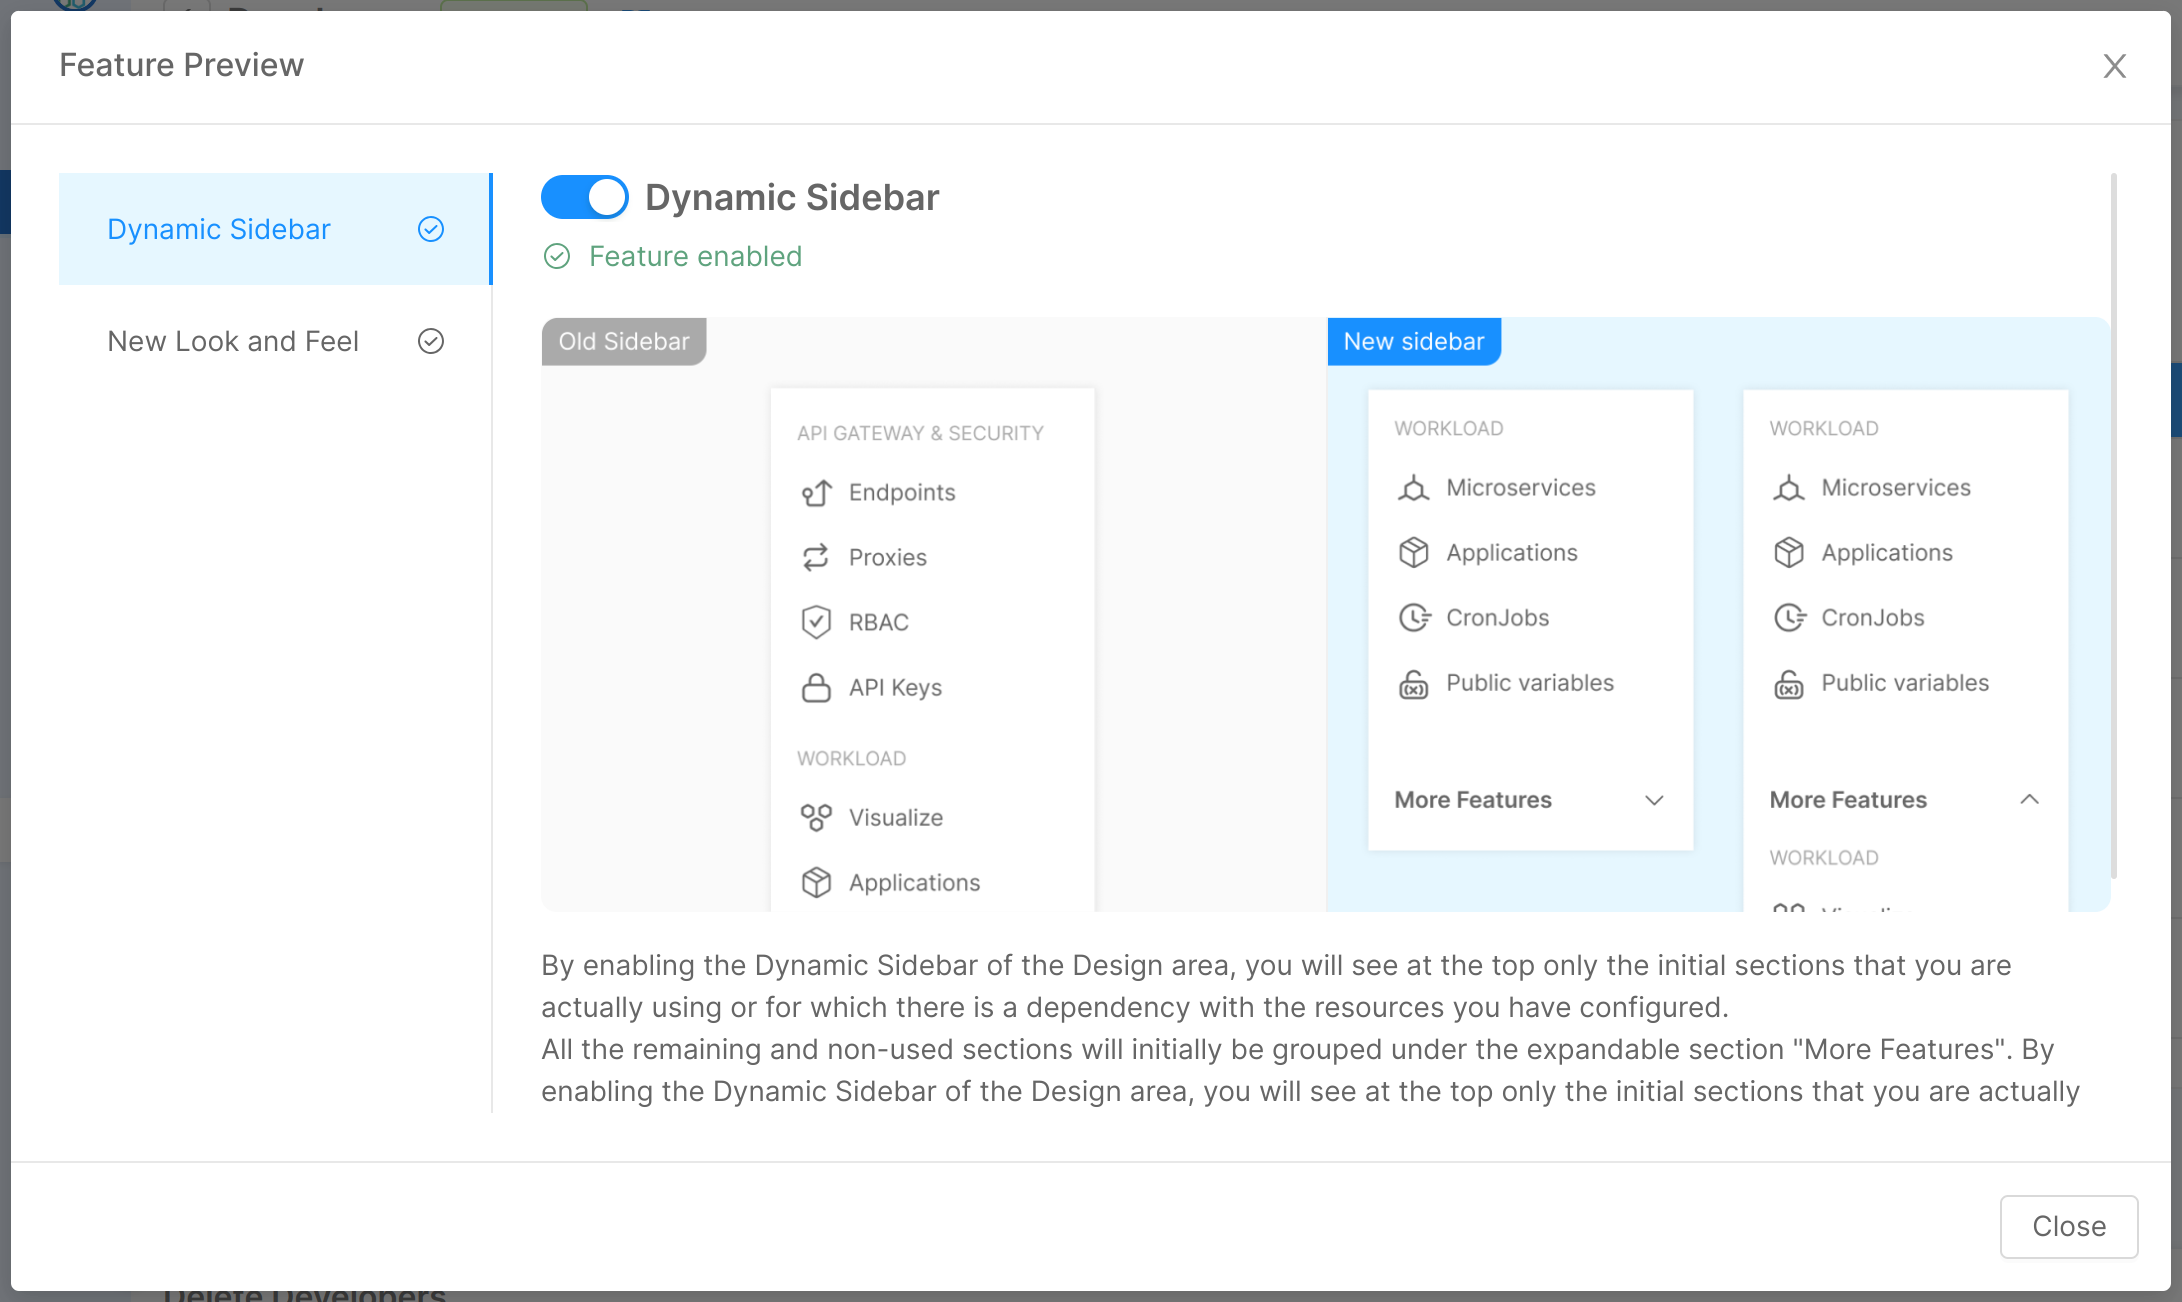 Feature Preview
Dynamic Sidebar
New Look and Feel
Dynamic Sidebar
Feature enabled
Old Sidebar
API GATEWAY & SECURITY
Endpoints
Proxies
RBAC
API Keys
WORKLOAD
Visualize
Applications
New sidebar
WORKLOAD
Microservices
Applications
CronJobs
Public variables
More Features
WORKLOAD
Microservices
Applications
CronJobs
Public variables
More Features
WORKLOAD
By enabling the Dynamic Sidebar of the Design area, you will see at the top only the initial sections that you are
actually using or for which there is a dependency with the resources you have configured.
All the remaining and non-used sections will initially be grouped under the expandable section "More Features". By
enabling the Dynamic Sidebar of the Design area, you will see at the top only the initial sections that you are actually
Close
Delete Developers